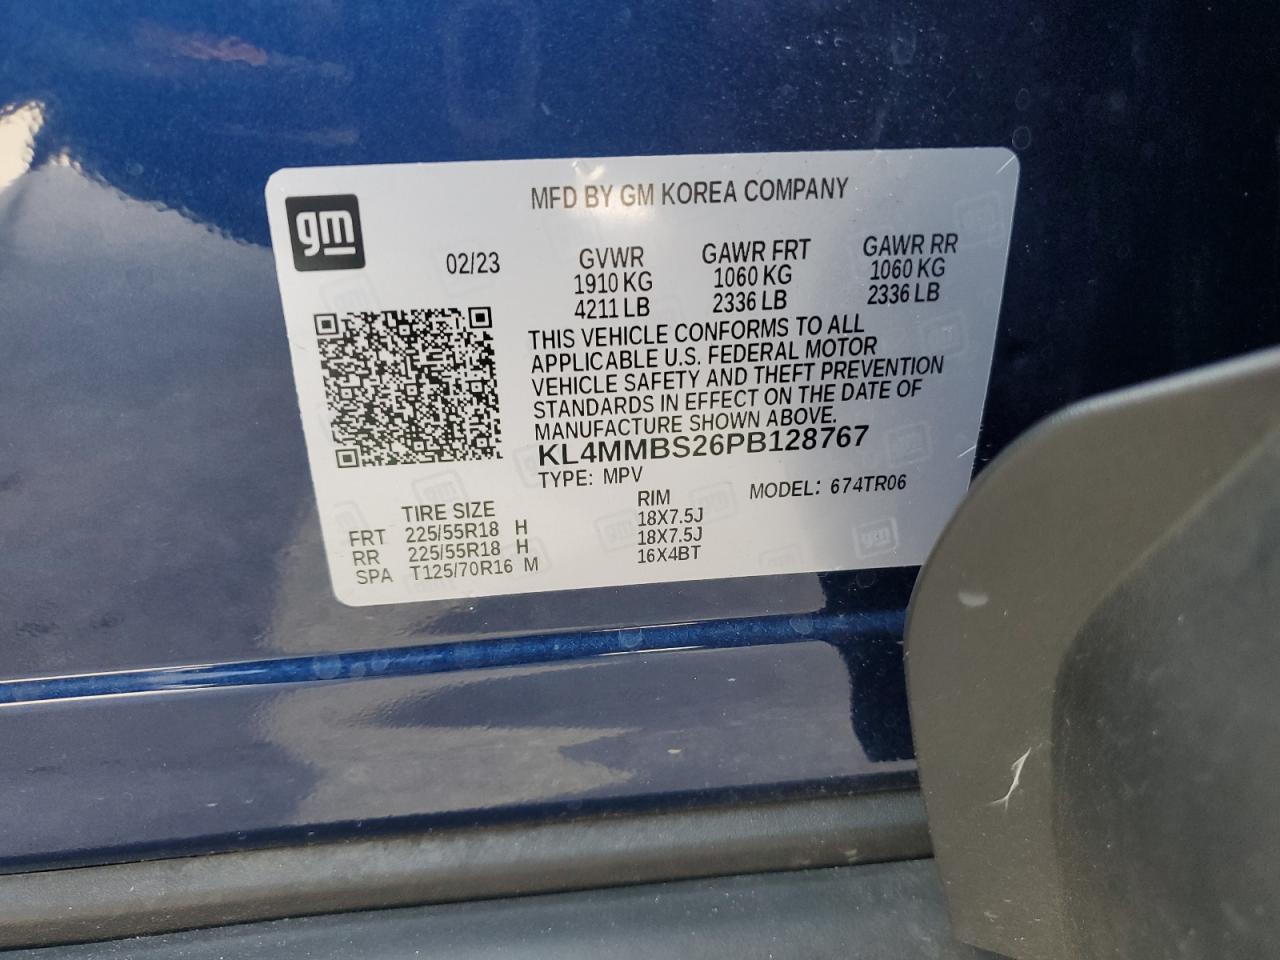 gm
MFD BY GM KOREA COMPANY
02/23
GVWR GAWR FRT GAWR RR
1910 KG 1060 KG 1060 KG
4211 LB 2336 LB 2336 LB
THIS VEHICLE CONFORMS TO ALL
APPLICABLE U.S. FEDERAL MOTOR
VEHICLE SAFETY AND THEFT PREVENTION
STANDARDS IN EFFECT ON THE DATE OF
MANUFACTURE SHOWN ABOVE.
KL4MMBS26PB128767
TYPE: MPV
MODEL: 674TR06
TIRE SIZE RIM
FRT 225/55R18 H 18X7.5J
RR 225/55R18 H 18X7.5J
SPA T125/70R16 M 16X4BT
gm